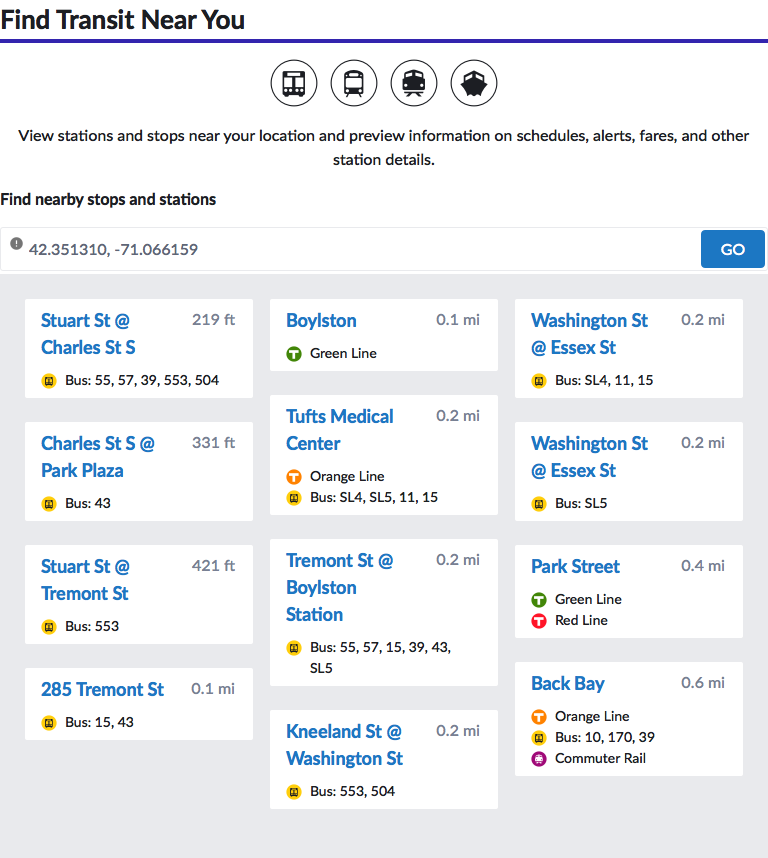 Find Transit Near You
View stations and stops near your location and preview information on schedules, alerts, fares, and other
station details.
Find nearby stops and stations
42.351310, -71.066159
GO
Stuart St @
Charles St S
219 ft
Bus: 55, 57, 39, 553, 504
Charles St S @
Park Plaza
331 ft
Bus: 43
Stuart St @
Tremont St
421 ft
Bus: 553
285 Tremont St
0.1 mi
Bus: 15, 43
Boylston
0.1 mi
T Green Line
Tufts Medical
Center
0.2 mi
T Orange Line
Bus: SL4, SL5, 11, 15
Tremont St @
Boylston
Station
0.2 mi
Bus: 55, 57, 15, 39, 43,
SL5
Kneeland St @
Washington St
0.2 mi
Bus: 553, 504
Washington St
@ Essex St
0.2 mi
Bus: SL4, 11, 15
Washington St
@ Essex St
0.2 mi
Bus: SL5
Park Street
0.4 mi
T Green Line
T Red Line
Back Bay
0.6 mi
T Orange Line
Bus: 10, 170, 39
Commuter Rail